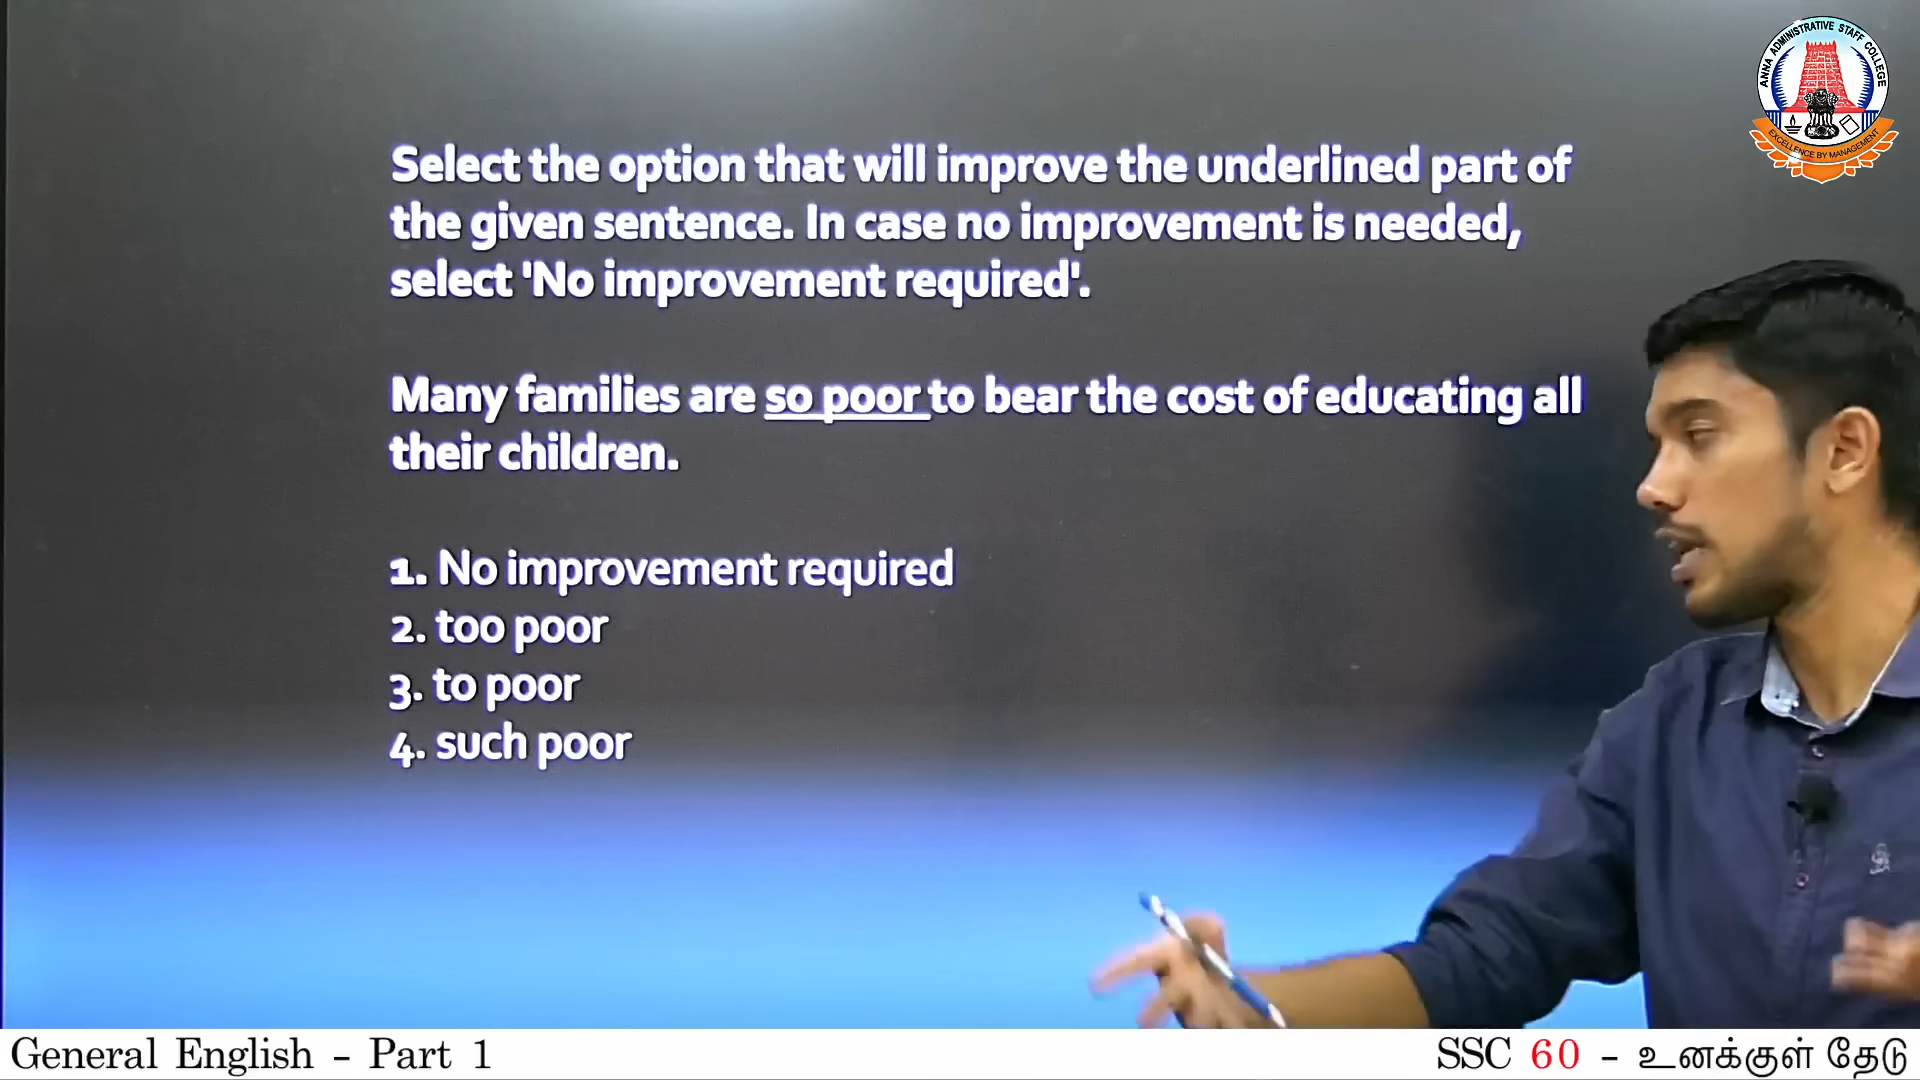 ANNA ADMINISTRATIVE STAFF COLLEGE
EXCELLENCE BY MANAGEMENT
Select the option that will improve the underlined part of
the given sentence. In case no improvement is needed,
select 'No improvement required'.
Many families are so poor to bear the cost of educating all
their children.
1. No improvement required
2. too poor
3. to poor
4. such poor
General English - Part 1
SSC 60 - உனக்குள் தேடு